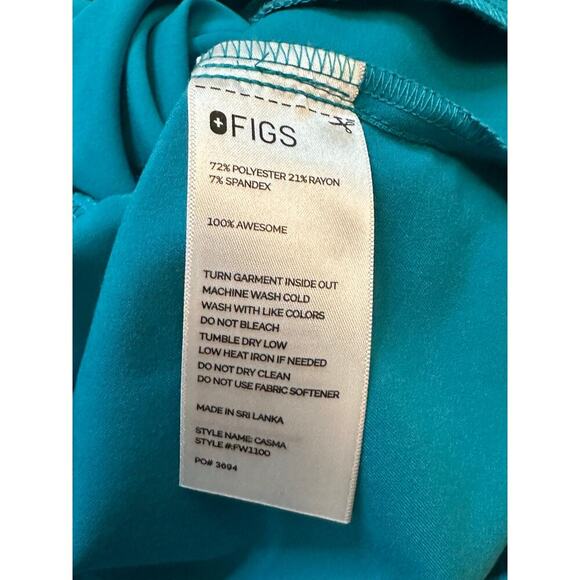 FIGS
72% POLYESTER 21% RAYON
7% SPANDEX
100% AWESOME
TURN GARMENT INSIDE OUT
MACHINE WASH COLD
WASH WITH LIKE COLORS
DO NOT BLEACH
TUMBLE DRY LOW
LOW HEAT IRON IF NEEDED
DO NOT DRY CLEAN
DO NOT USE FABRIC SOFTENER
MADE IN SRI LANKA
STYLE NAME: CASMA
STYLE #:FW1100
PO# 3694